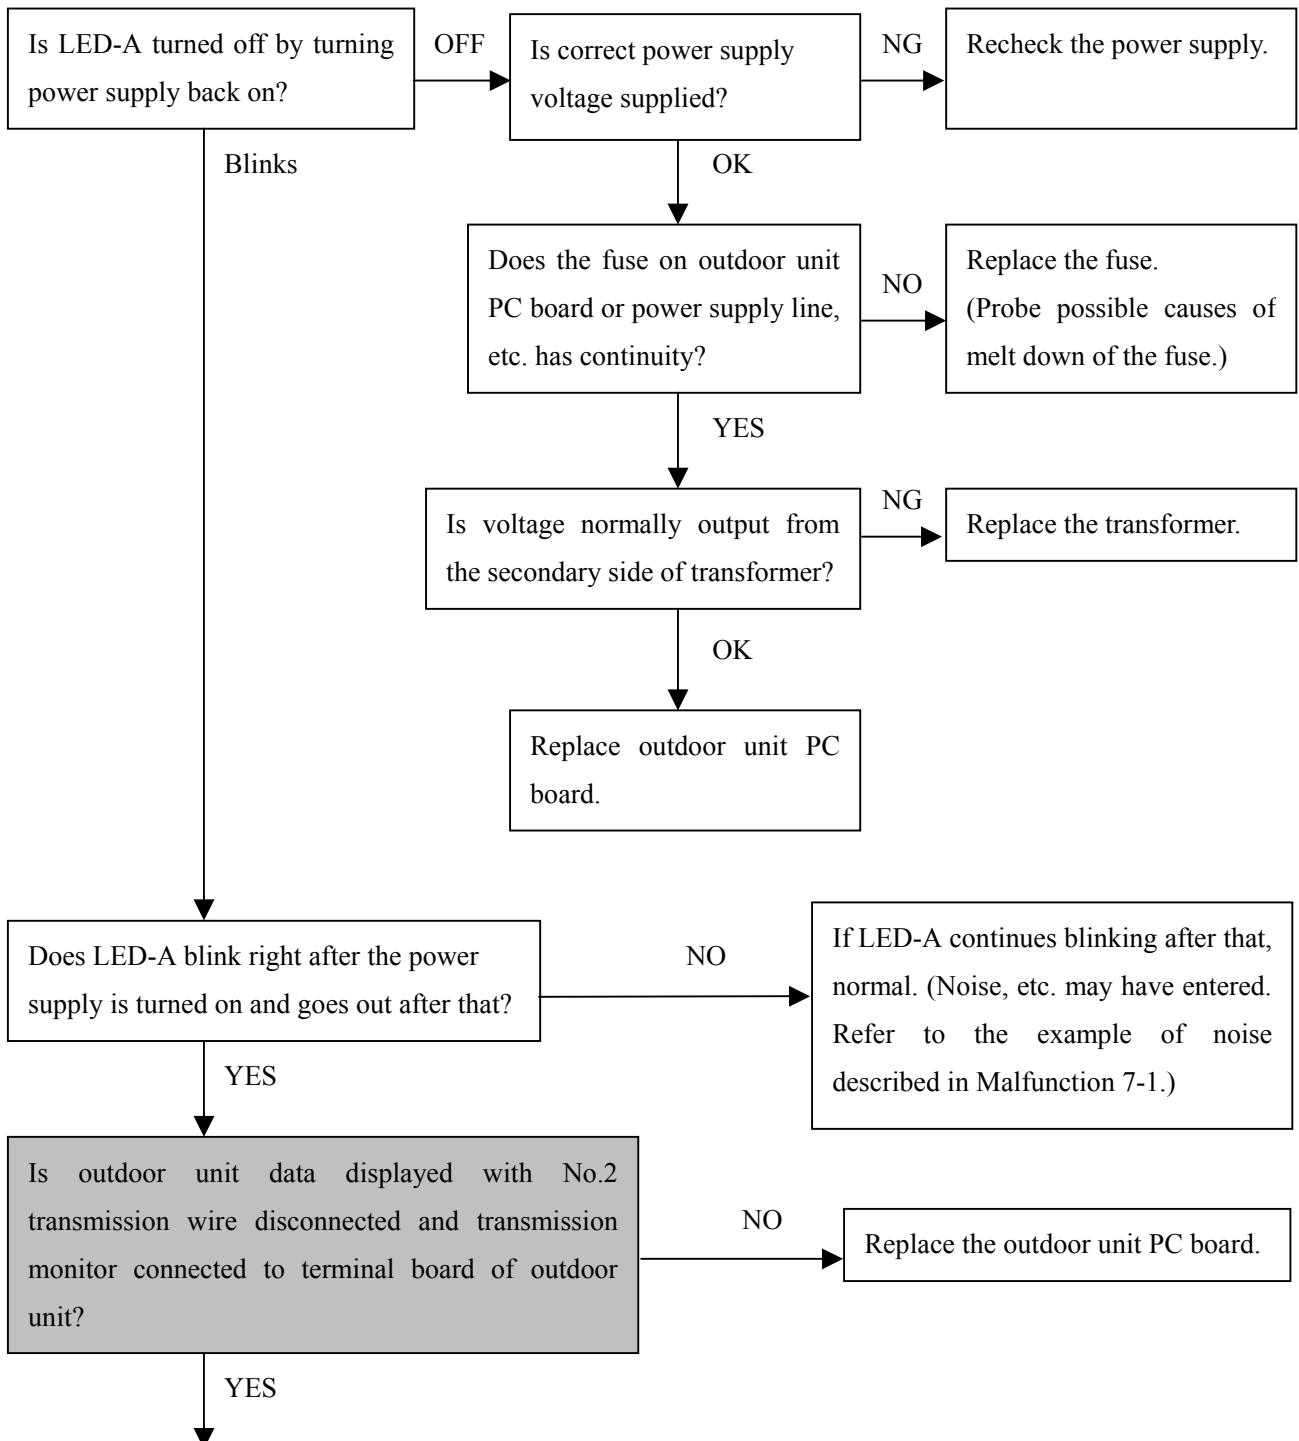 Is LED-A turned off by turning
power supply back on?
OFF
Is correct power supply
voltage supplied?
NG
Recheck the power supply.
Blinks
OK
Does the fuse on outdoor unit
PC board or power supply line,
etc. has continuity?
NO
Replace the fuse.
(Probe possible causes of
melt down of the fuse.)
YES
Is voltage normally output from
the secondary side of transformer?
NG
Replace the transformer.
OK
Replace outdoor unit PC
board.
Does LED-A blink right after the power
supply is turned on and goes out after that?
NO
If LED-A continues blinking after that,
normal. (Noise, etc. may have entered.
Refer to the example of noise
described in Malfunction 7-1.)
YES
Is outdoor unit data displayed with No.2
transmission wire disconnected and transmission
monitor connected to terminal board of outdoor
unit?
NO
Replace the outdoor unit PC board.
YES